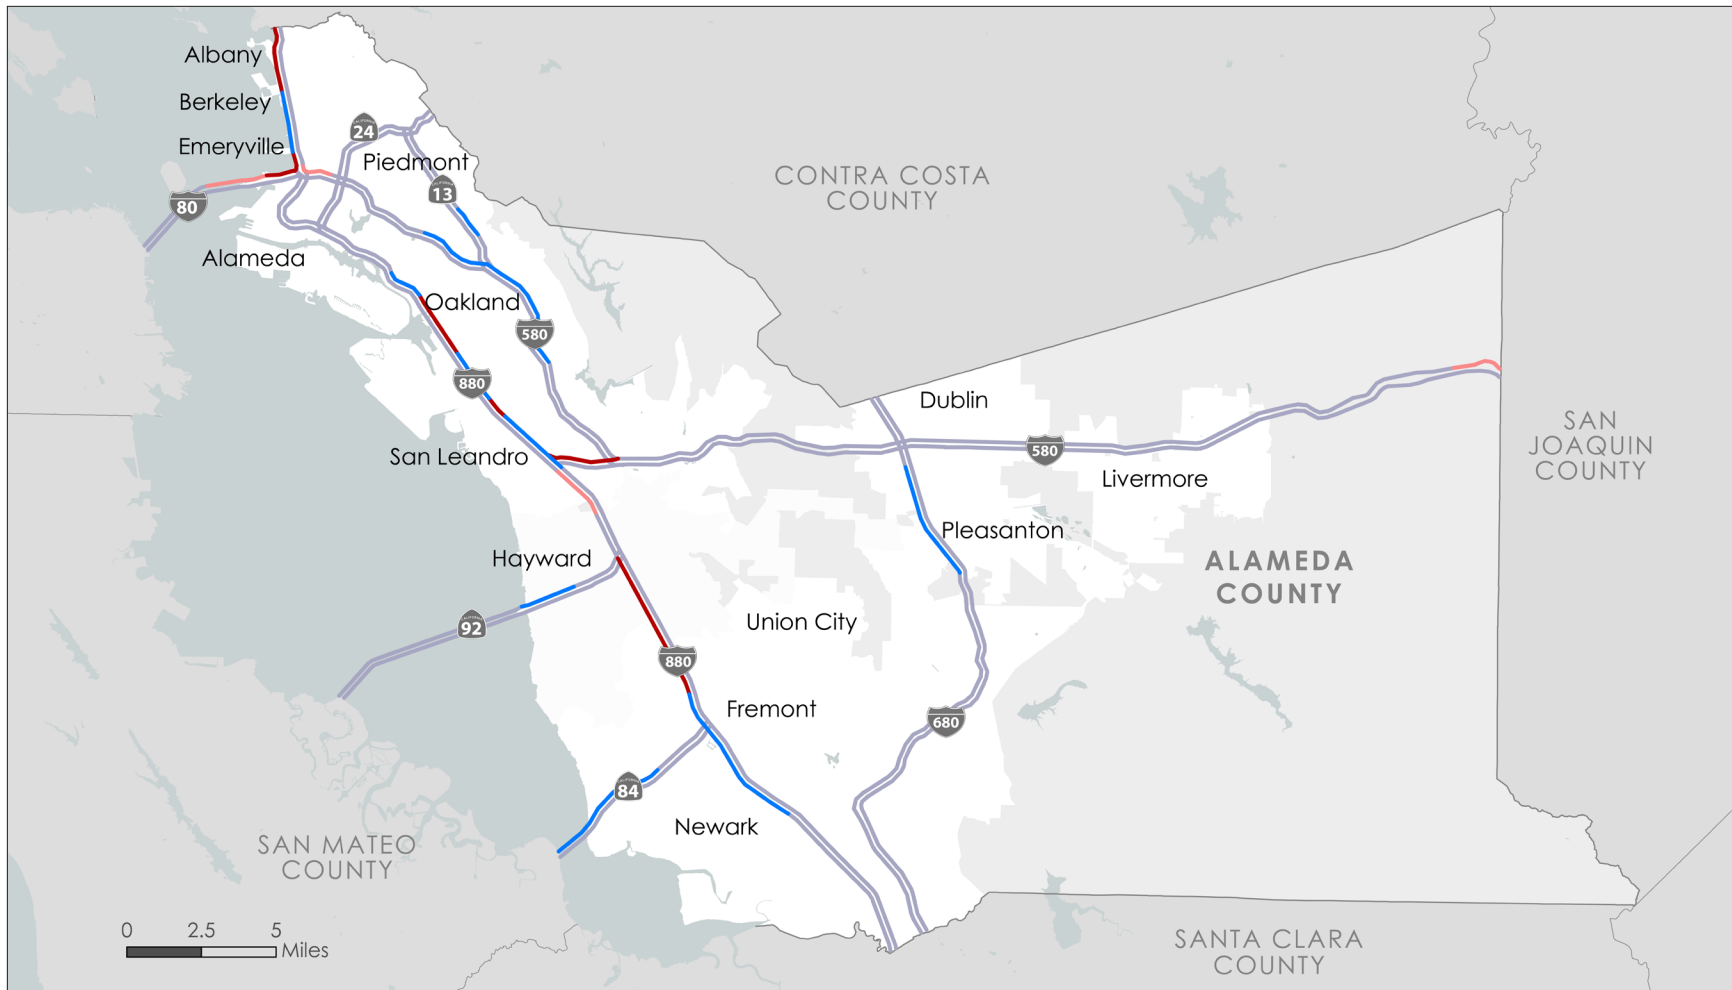 Albany
Berkeley
Emeryville
24
Piedmont
13
80
CONTRA COSTA
COUNTY
Alameda
Oakland
580
880
Dublin
SAN
JOAQUIN
COUNTY
San Leandro
580
Livermore
Pleasanton
Hayward
ALAMEDA
COUNTY
92
Union City
880
Fremont
680
84
Newark
SAN MATEO
COUNTY
0 2.5 5
Miles
SANTA CLARA
COUNTY